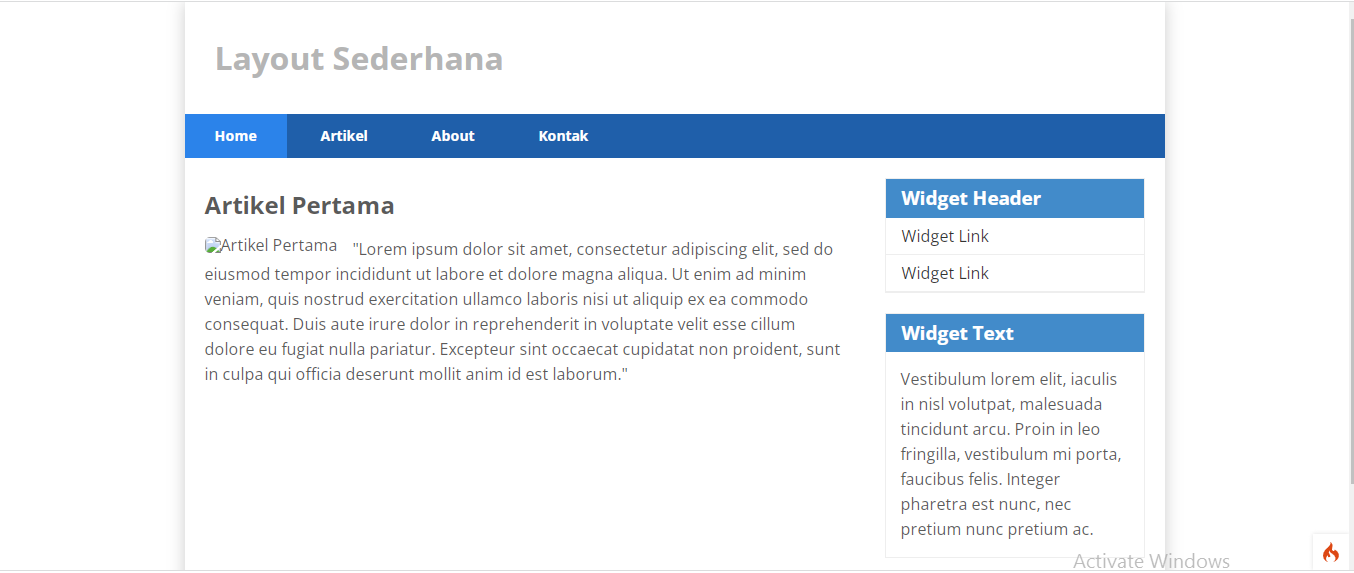 Layout Sederhana
Home Artikel About Kontak
Artikel Pertama
Artikel Pertama "Lorem ipsum dolor sit amet, consectetur adipiscing elit, sed do
eiusmod tempor incididunt ut labore et dolore magna aliqua. Ut enim ad minim
veniam, quis nostrud exercitation ullamco laboris nisi ut aliquip ex ea commodo
consequat. Duis aute irure dolor in reprehenderit in voluptate velit esse cillum
dolore eu fugiat nulla pariatur. Excepteur sint occaecat cupidatat non proident, sunt
in culpa qui officia deserunt mollit anim id est laborum."
Widget Header
Widget Link
Widget Link
Widget Text
Vestibulum lorem elit, iaculis
in nisl volutpat, malesuada
tincidunt arcu. Proin in leo
fringilla, vestibulum mi porta,
faucibus felis. Integer
pharetra est nunc, nec
pretium nunc pretium ac.
Activate Windows